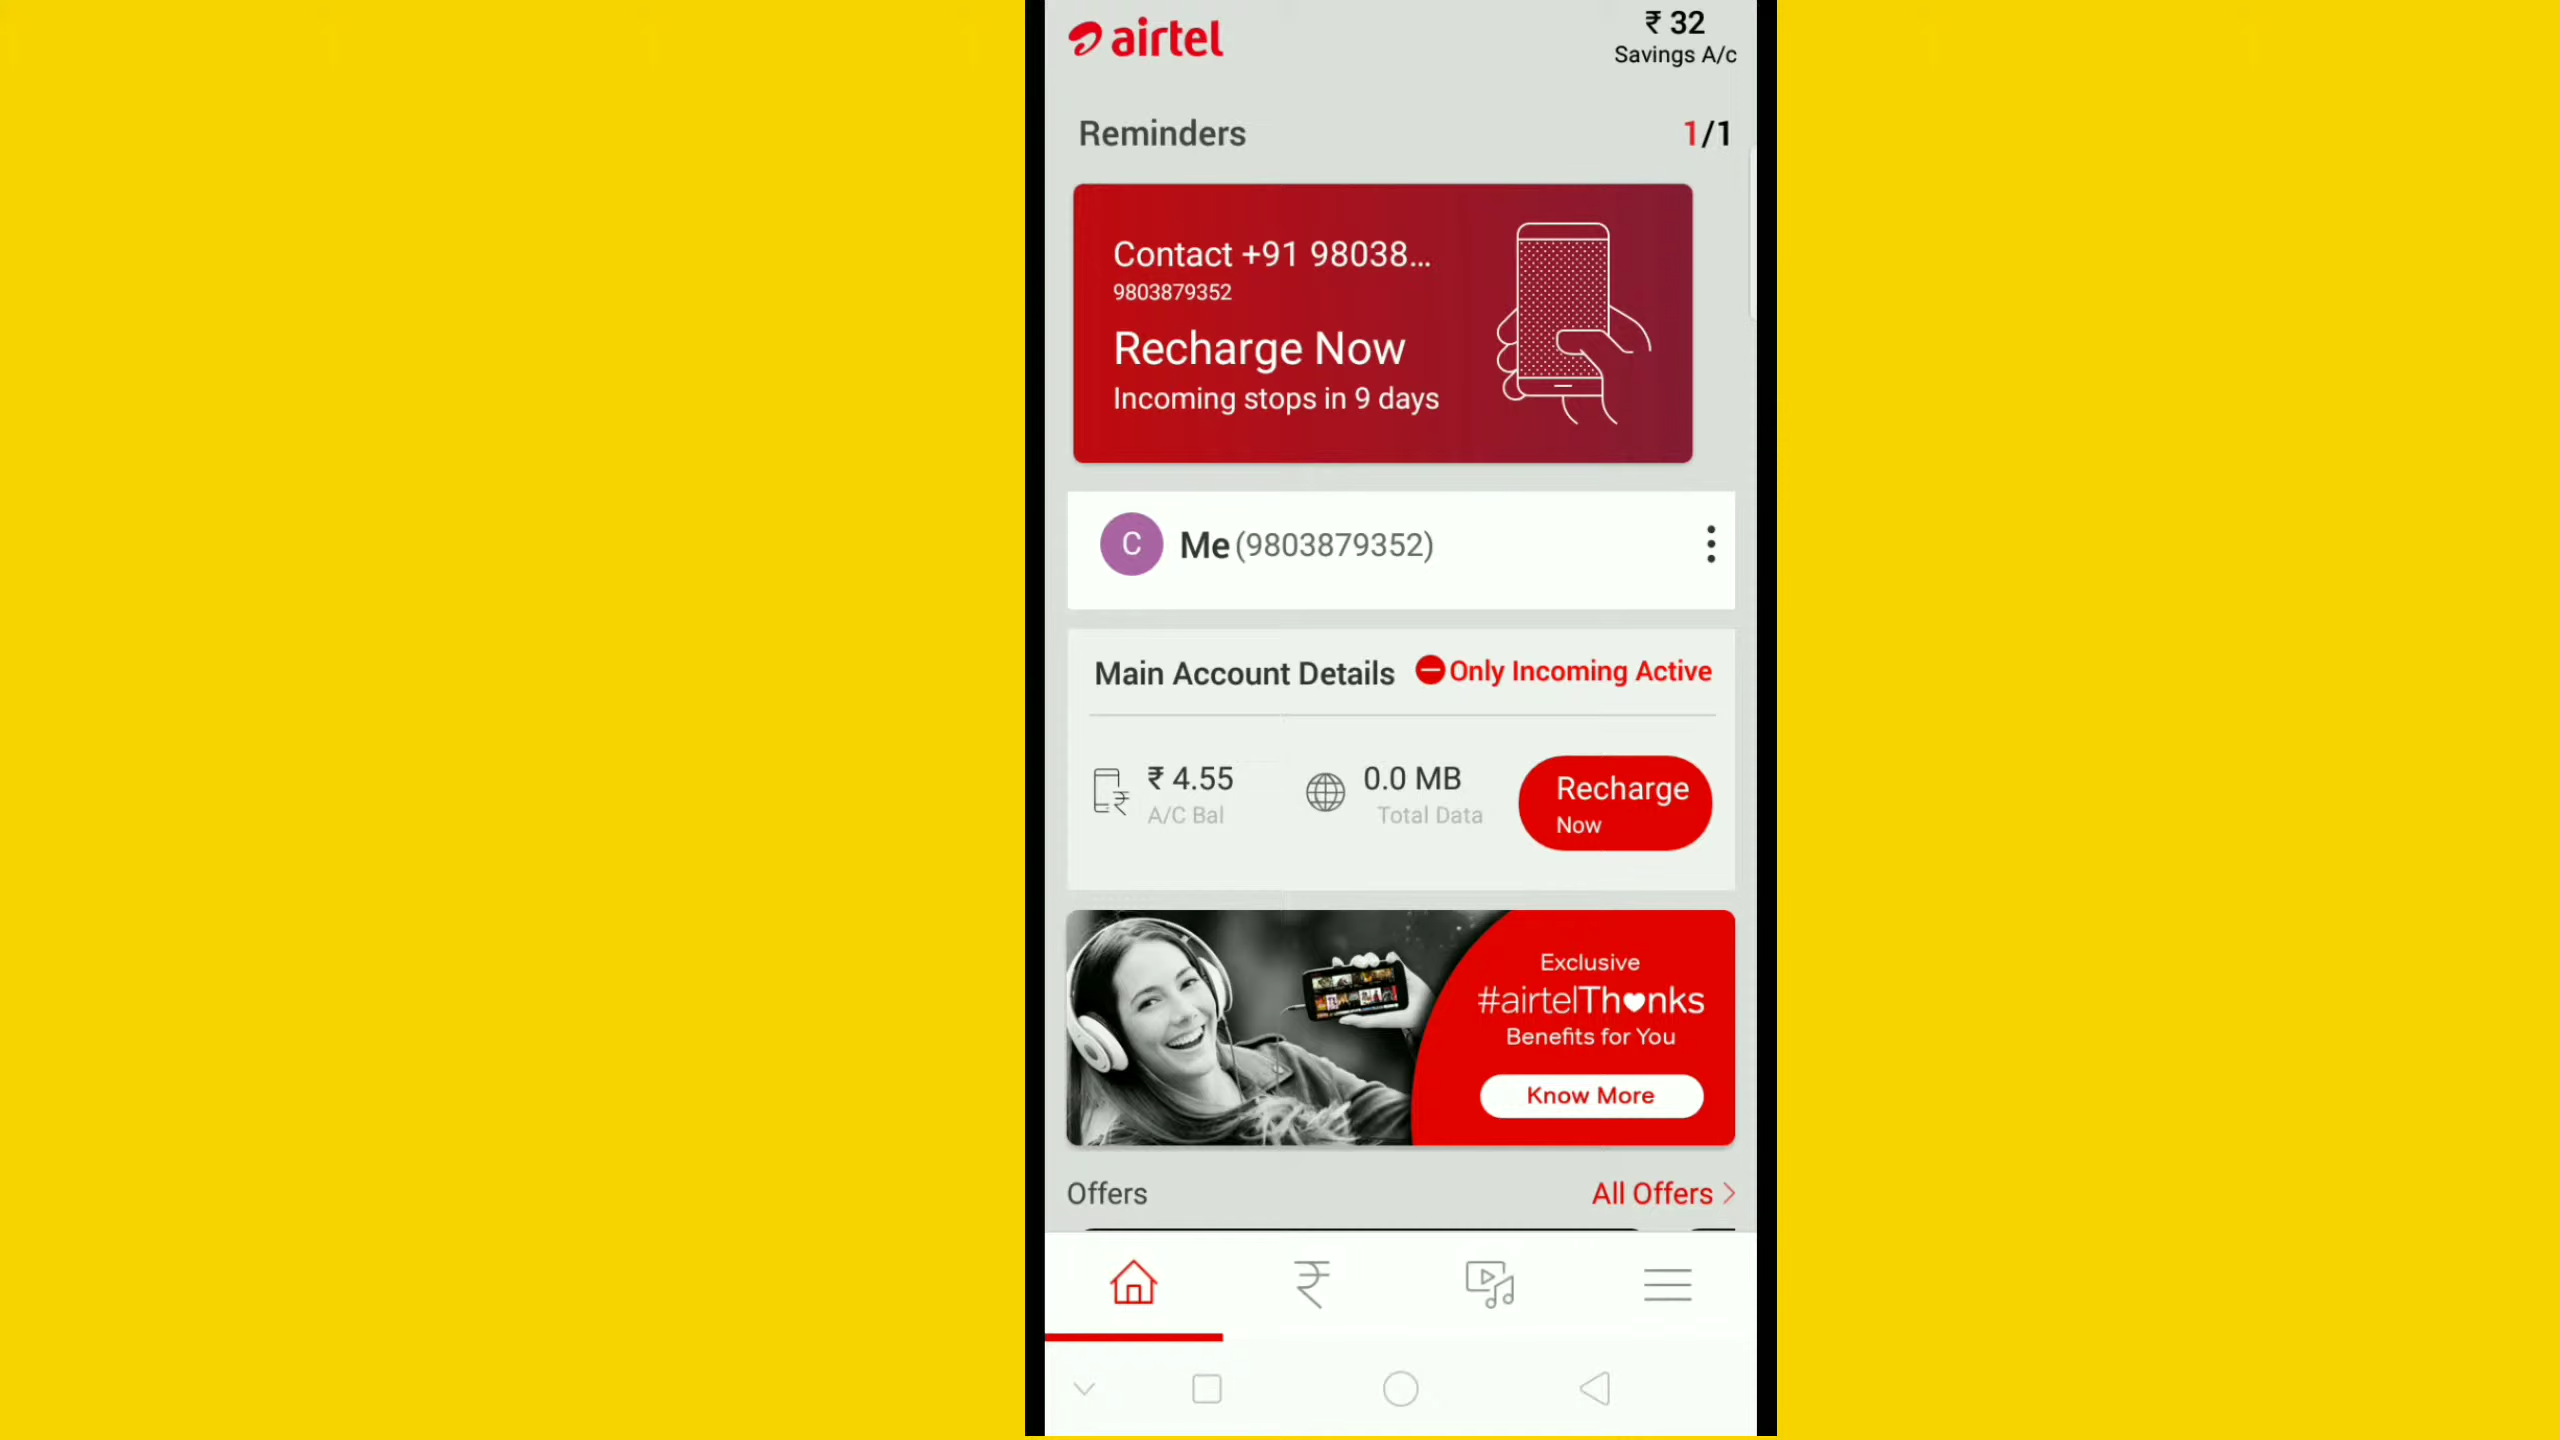 airtel
₹ 32
Savings A/c
Reminders
1/1
Contact +91 98038...
9803879352
Recharge Now
Incoming stops in 9 days
C
Me (9803879352)
Main Account Details
Only Incoming Active
₹ 4.55
A/C Bal
0.0 MB
Total Data
Recharge
Now
Exclusive
#airtelThnks
Benefits for You
Know More
Offers
All Offers >